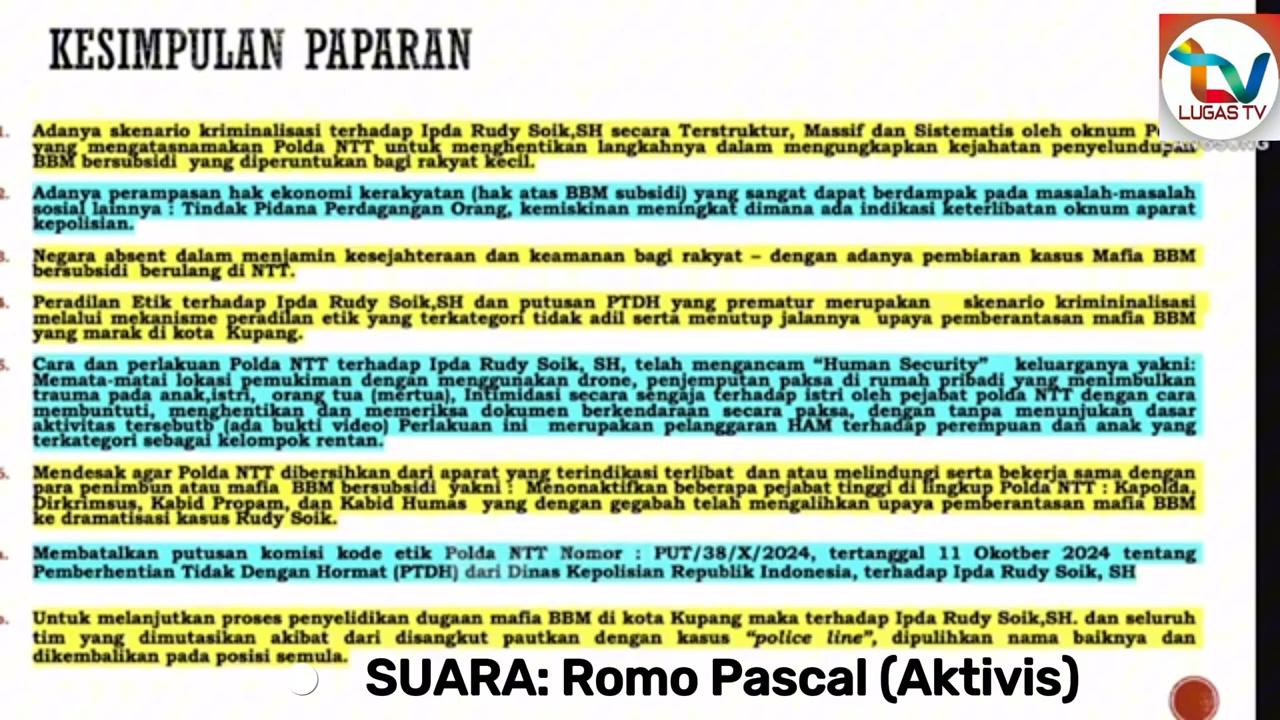 KESIMPULAN PAPARAN
LUGAS TV
1. Adanya skenario kriminalisasi terhadap Ipda Rudy Soik,SH secara Terstruktur, Massif dan Sistematis oleh oknum
yang mengatasnamakan Polda NTT untuk menghentikan langkahnya dalam mengungkapkan kejahatan penyelundupan
LANGSUNG
BBM bersubsidi yang diperuntukan bagi rakyat kecil.
2. Adanya perampasan hak ekonomi kerakyatan (hak atas BBM subsidi) yang sangat dapat berdampak pada masalah-masalah
sosial lainnya : Tindak Pidana Perdagangan Orang, kemiskinan meningkat dimana ada indikasi keterlibatan oknum aparat
kepolisian.
3. Negara absent dalam menjamin kesejahteraan dan keamanan bagi rakyat – dengan adanya pembiaran kasus Mafia BBM
bersubsidi berulang di NTT.
4. Peradilan Etik terhadap Ipda Rudy Soik,SH dan putusan PTDH yang prematur merupakan skenario krimininalisasi
melalui mekanisme peradilan etik yang terkategori tidak adil serta menutup jalannya upaya pemberantasan mafia BBM
yang marak di kota Kupang.
5. Cara dan perlakuan Polda NTT terhadap Ipda Rudy Soik, SH, telah mengancam “Human Security” keluarganya yakni:
Memata-matai lokasi pemukiman dengan menggunakan drone, penjemputan paksa di rumah pribadi yang menimbulkan
trauma pada anak,istri, orang tua (mertua), Intimidasi secara sengaja terhadap istri oleh pejabat polda NTT dengan cara
membuntuti, menghentikan dan memeriksa dokumen berkendaraan secara paksa, dengan tanpa menunjukan dasar
aktivitas tersebutb (ada bukti video) Perlakuan ini merupakan pelanggaran HAM terhadap perempuan dan anak yang
terkategori sebagai kelompok rentan.
6. Mendesak agar Polda NTT dibersihkan dari aparat yang terindikasi terlibat dan atau melindungi serta bekerja sama dengan
para penimbun atau mafia BBM bersubsidi yakni : Menonaktifkan beberapa pejabat tinggi di lingkup Polda NTT : Kapolda,
Dirkrimsus, Kabid Propam, dan Kabid Humas yang dengan gegabah telah mengalihkan upaya pemberantasan mafia BBM
ke dramatisasi kasus Rudy Soik.
a. Membatalkan putusan komisi kode etik Polda NTT Nomor : PUT/38/X/2024, tertanggal 11 Okotber 2024 tentang
Pemberhentian Tidak Dengan Hormat (PTDH) dari Dinas Kepolisian Republik Indonesia, terhadap Ipda Rudy Soik, SH
b. Untuk melanjutkan proses penyelidikan dugaan mafia BBM di kota Kupang maka terhadap Ipda Rudy Soik,SH. dan seluruh
tim yang dimutasikan akibat dari disangkut pautkan dengan kasus “police line”, dipulihkan nama baiknya dan
dikembalikan pada posisi semula.
SUARA: Romo Pascal (Aktivis)